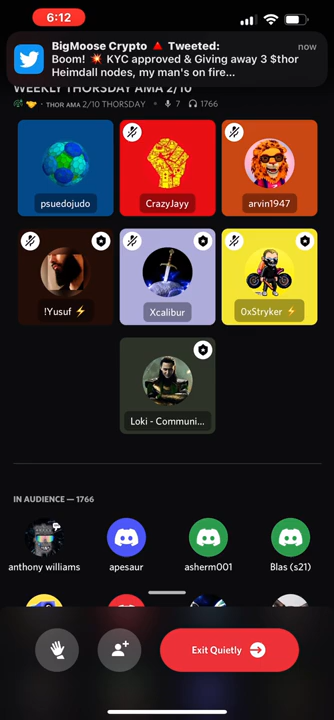 6:12
BigMoose Crypto 🔺 Tweeted:
now
Boom! 💥 KYC approved & Giving away 3 $thor
Heimdall nodes, my man's on fire...
WEEKLY THURSDAY AMA 2/10
THOR AMA 2/10 THURSDAY • 7 1766
psuedojudo
CrazyJayy
arvin1947
!Yusuf ⚡
Xcalibur
0xStryker ⚡
Loki - Communi...
IN AUDIENCE — 1766
anthony williams
apesaur
asherm001
Blas (s21)
Exit Quietly